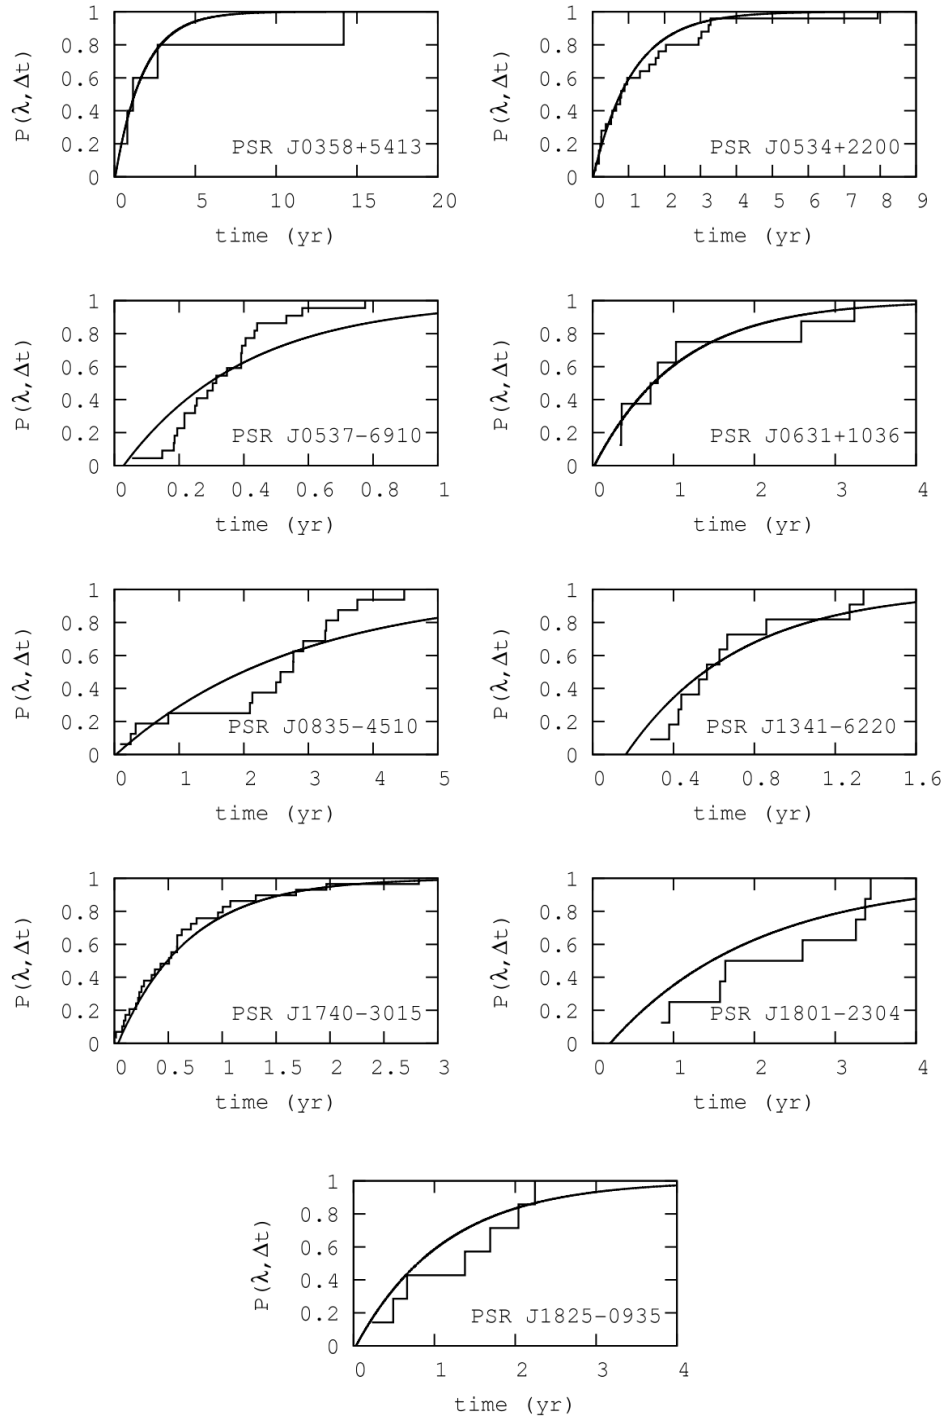 P(λ,Δt)
1
0.8
0.6
0.4
0.2
0
PSR J0358+5413
0 5 10 15 20
time (yr)
P(λ,Δt)
1
0.8
0.6
0.4
0.2
0
PSR J0534+2200
0 1 2 3 4 5 6 7 8 9
time (yr)
P(λ,Δt)
1
0.8
0.6
0.4
0.2
0
PSR J0537-6910
0 0.2 0.4 0.6 0.8 1
time (yr)
P(λ,Δt)
1
0.8
0.6
0.4
0.2
0
PSR J0631+1036
0 1 2 3 4
time (yr)
P(λ,Δt)
1
0.8
0.6
0.4
0.2
0
PSR J0835-4510
0 1 2 3 4 5
time (yr)
P(λ,Δt)
1
0.8
0.6
0.4
0.2
0
PSR J1341-6220
0 0.4 0.8 1.2 1.6
time (yr)
P(λ,Δt)
1
0.8
0.6
0.4
0.2
0
PSR J1740-3015
0 0.5 1 1.5 2 2.5 3
time (yr)
P(λ,Δt)
1
0.8
0.6
0.4
0.2
0
PSR J1801-2304
0 1 2 3 4
time (yr)
P(λ,Δt)
1
0.8
0.6
0.4
0.2
0
PSR J1825-0935
0 1 2 3 4
time (yr)